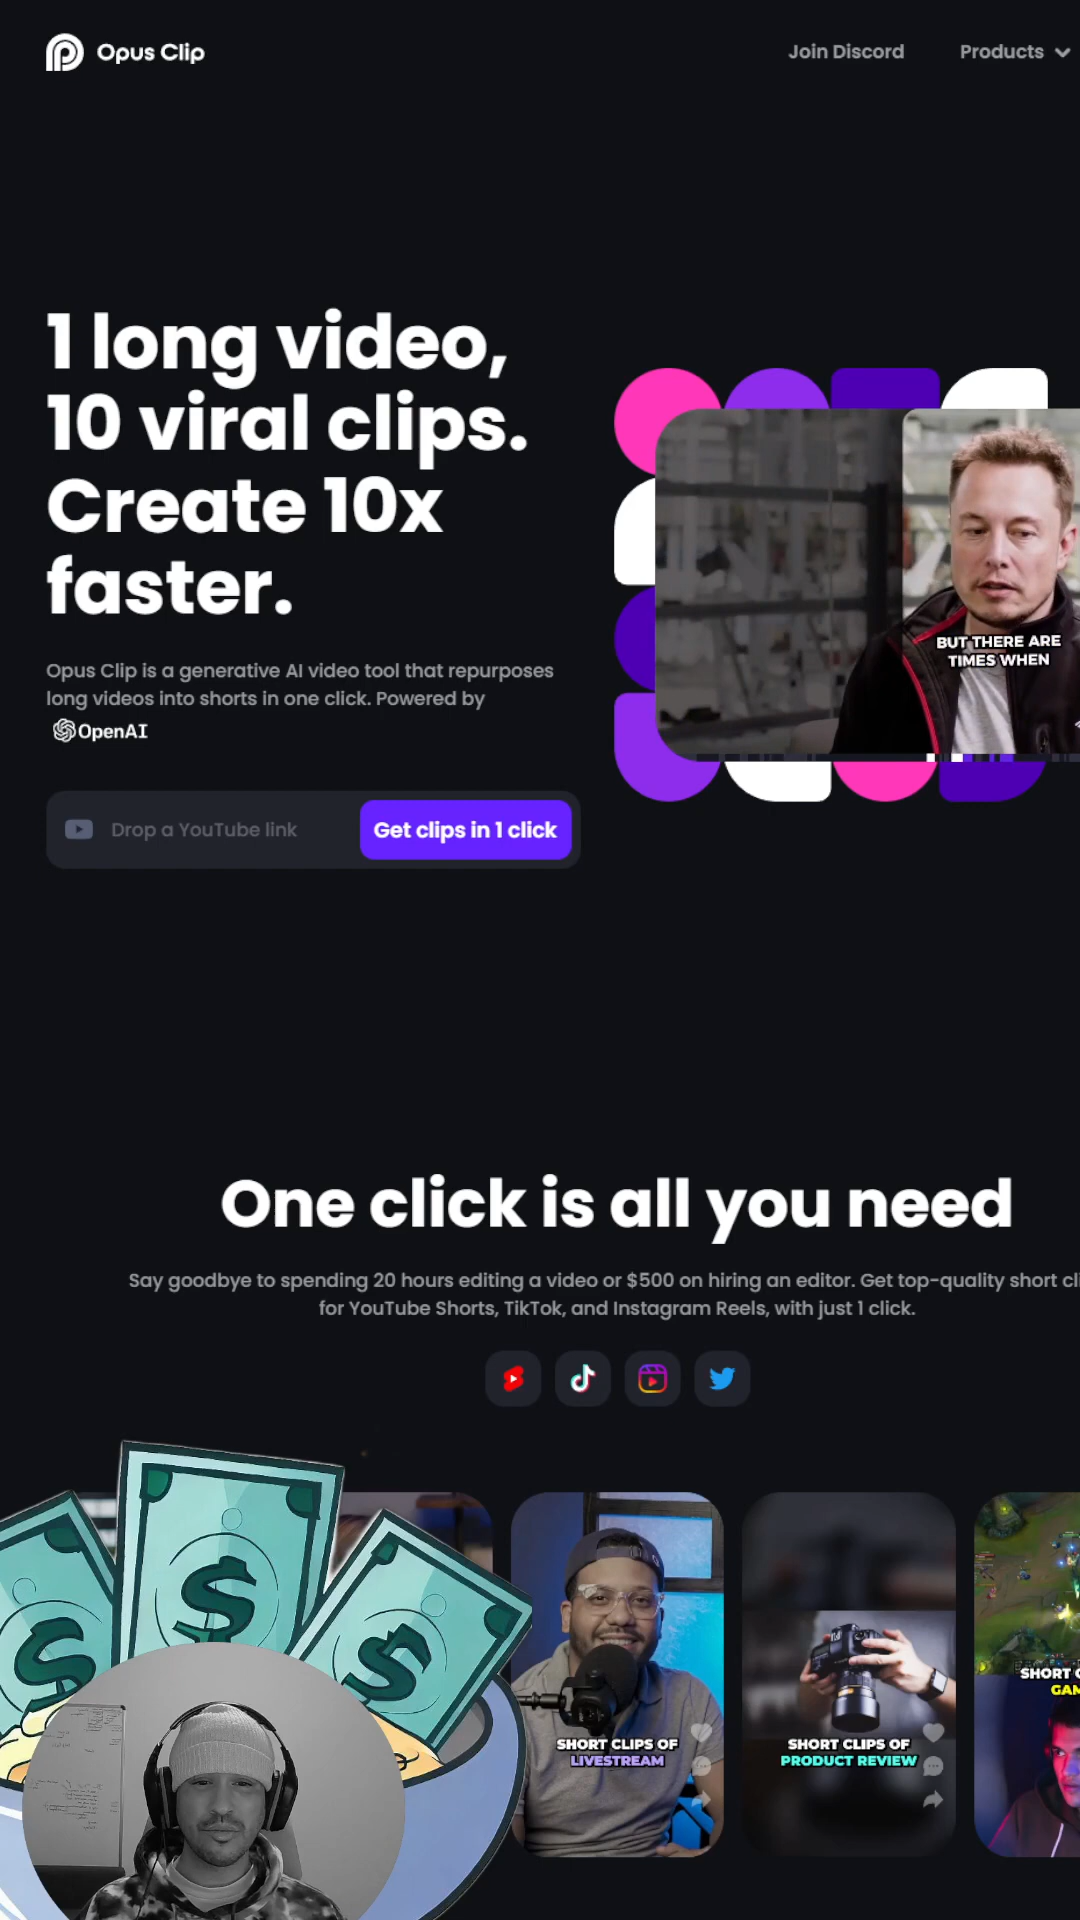 Opus Clip
Join Discord
Products
1 long video,
10 viral clips.
Create 10x
faster.
Opus Clip is a generative AI video tool that repurposes
long videos into shorts in one click. Powered by
OpenAI
Drop a YouTube link
Get clips in 1 click
BUT THERE ARE
TIMES WHEN
One click is all you need
Say goodbye to spending 20 hours editing a video or $500 on hiring an editor. Get top-quality short cli
for YouTube Shorts, TikTok, and Instagram Reels, with just 1 click.
$
$
$
SHORT CLIPS OF
LIVESTREAM
SHORT CLIPS OF
PRODUCT REVIEW
SHORT
GAM